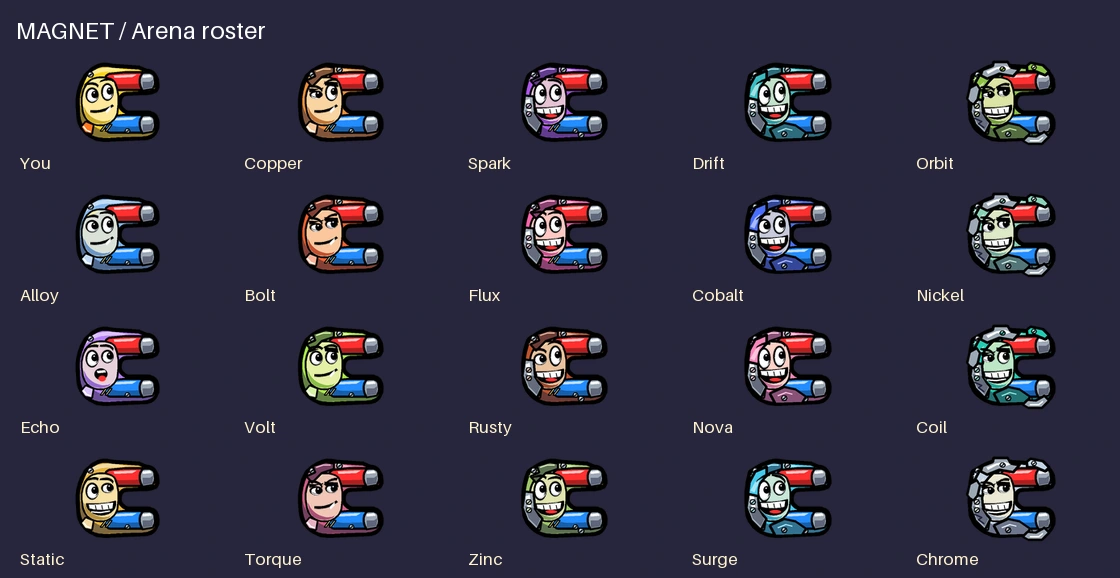 MAGNET / Arena roster
You Copper Spark Drift Orbit
Alloy Bolt Flux Cobalt Nickel
Echo Volt Rusty Nova Coil
Static Torque Zinc Surge Chrome